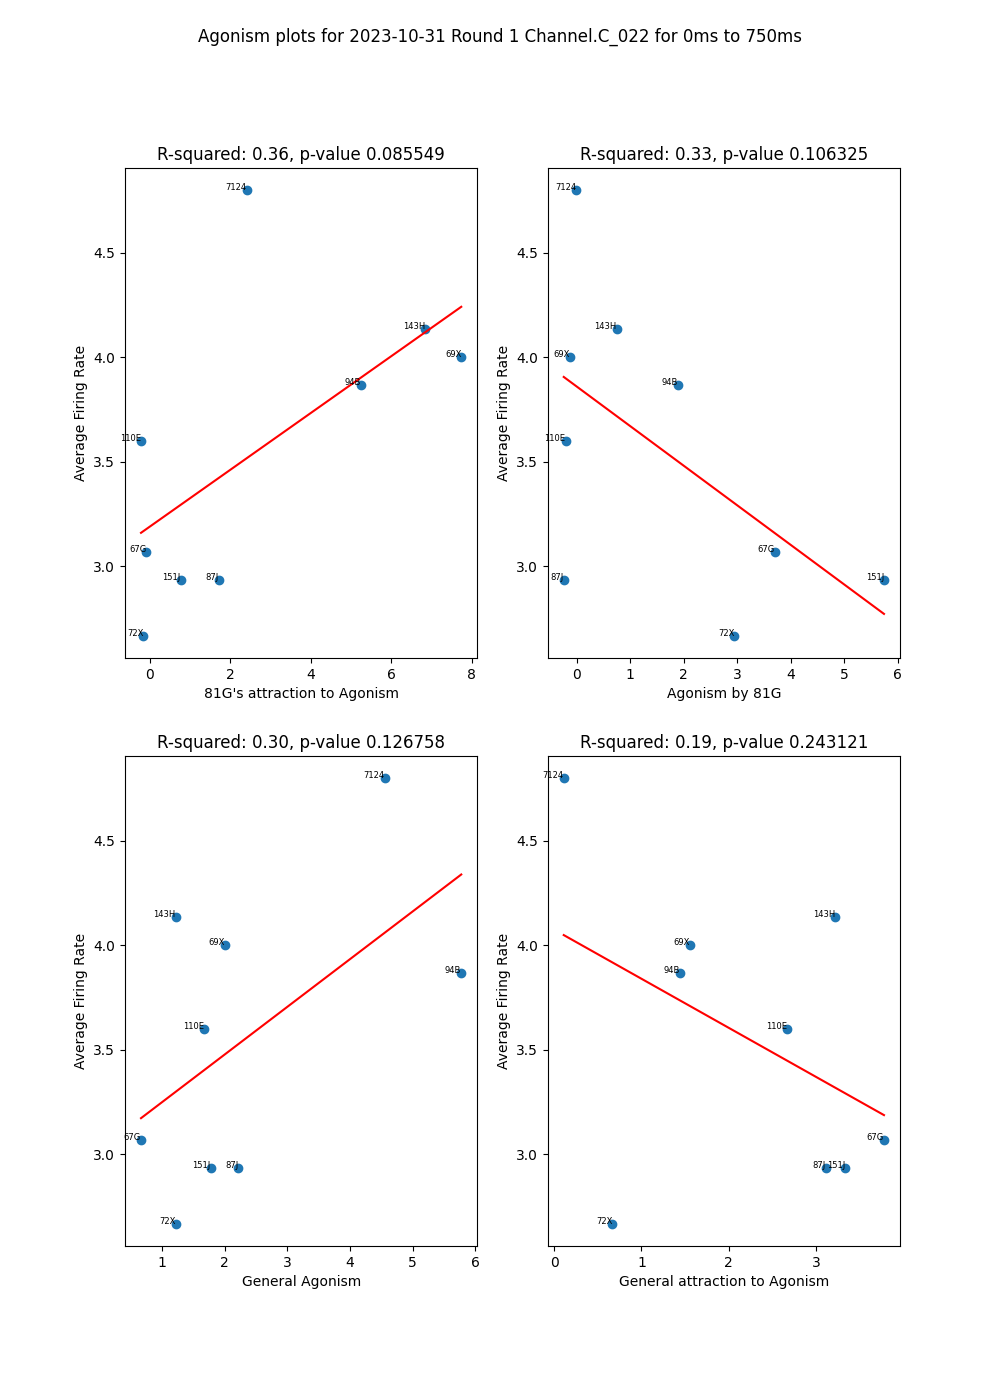 Agonism plots for 2023-10-31 Round 1 Channel.C_022 for 0ms to 750ms
R-squared: 0.36, p-value 0.085549
Average Firing Rate
4.5
4.0
3.5
3.0
7124
143H
69X
94B
110E
67G
151J
87J
72X
0 2 4 6 8
81G's attraction to Agonism
R-squared: 0.33, p-value 0.106325
Average Firing Rate
4.5
4.0
3.5
3.0
7124
143H
69X
94B
110E
67G
87J
151J
72X
0 1 2 3 4 5 6
Agonism by 81G
R-squared: 0.30, p-value 0.126758
Average Firing Rate
4.5
4.0
3.5
3.0
7124
143H
69X
94B
110E
67G
151J
87J
72X
1 2 3 4 5 6
General Agonism
R-squared: 0.19, p-value 0.243121
Average Firing Rate
4.5
4.0
3.5
3.0
7124
143H
69X
94B
110E
67G
87J
151J
72X
0 1 2 3
General attraction to Agonism